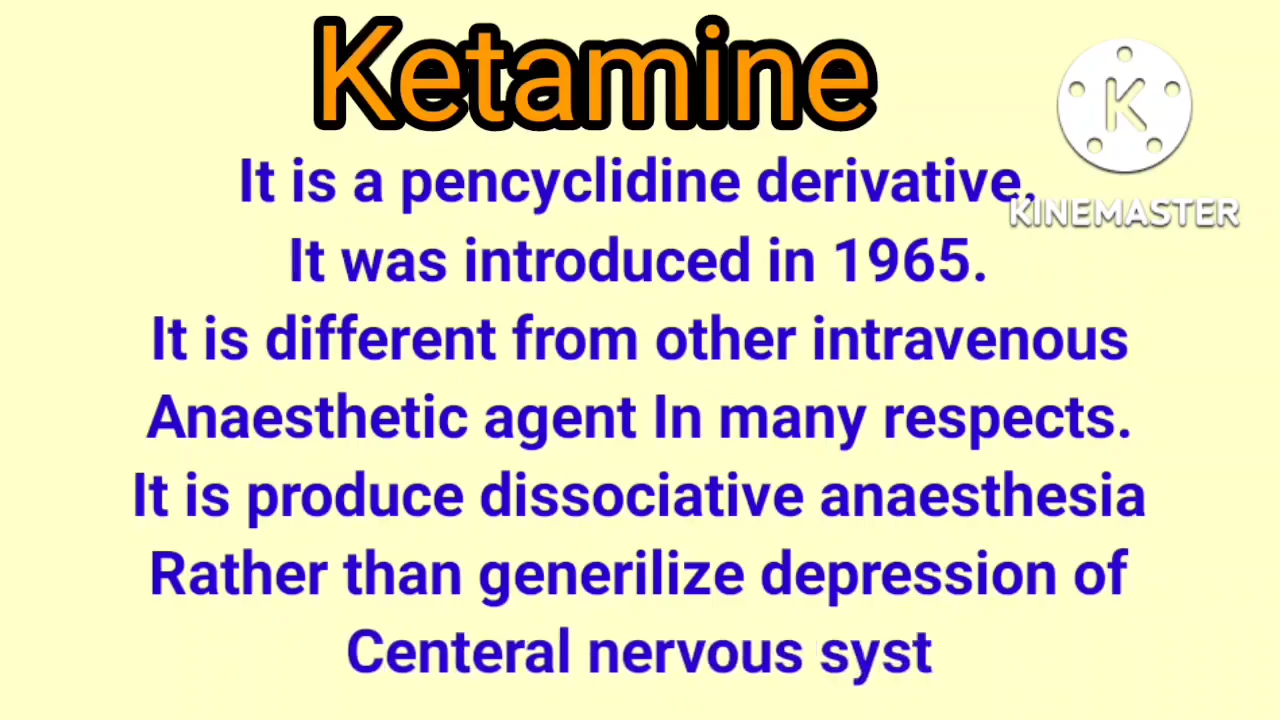 Ketamine
It is a pencyclidine derivative.
K
KINEMASTER
It was introduced in 1965.
It is different from other intravenous
Anaesthetic agent In many respects.
It is produce dissociative anaesthesia
Rather than generilize depression of
Centeral nervous syst